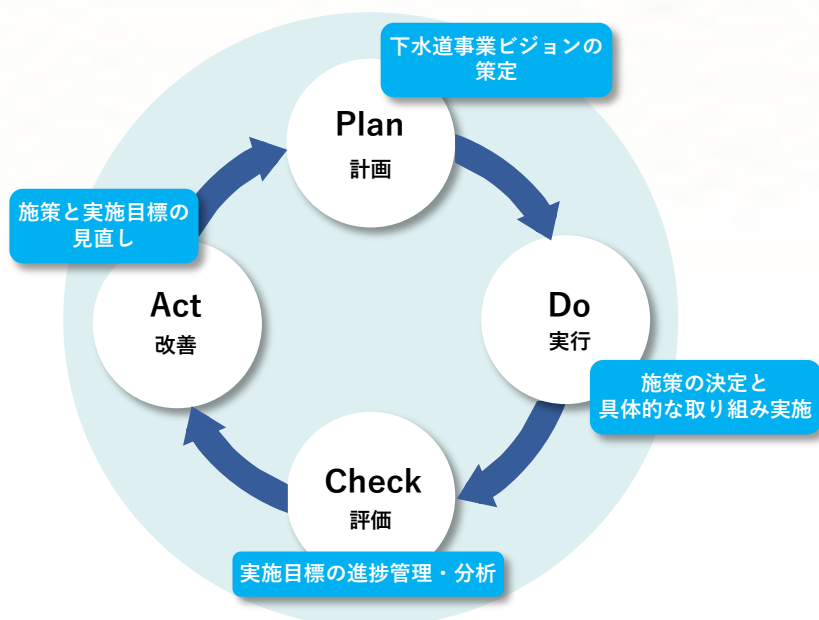 下水道事業ビジョンの
策定
Plan
計画
施策と実施目標の
見直し
Act
改善
Do
実行
施策の決定と
具体的な取り組み実施
Check
評価
実施目標の進捗管理・分析